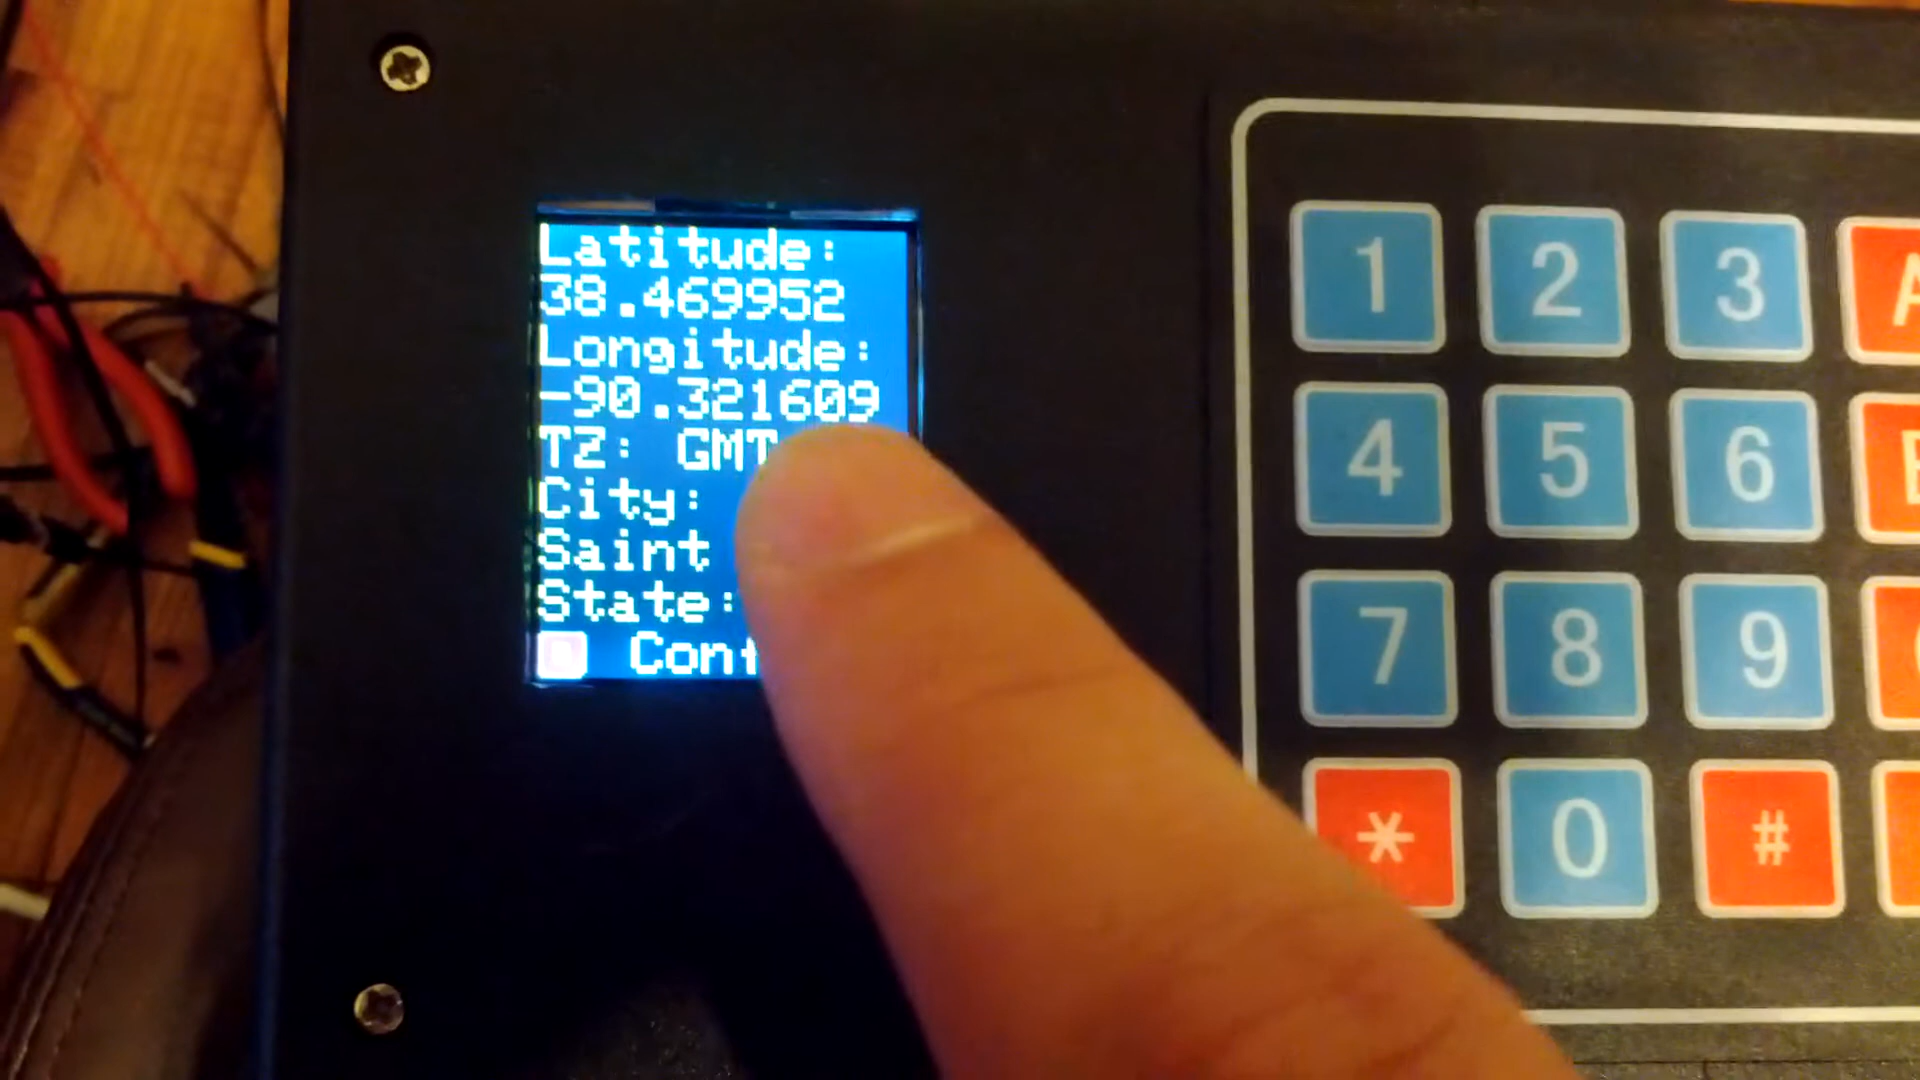 Latitude:
38.469952
Longitude:
-90.321609
TZ: GMT
City:
Saint
State:
Cont
1 2 3 A
4 5 6 B
7 8 9
* 0 #